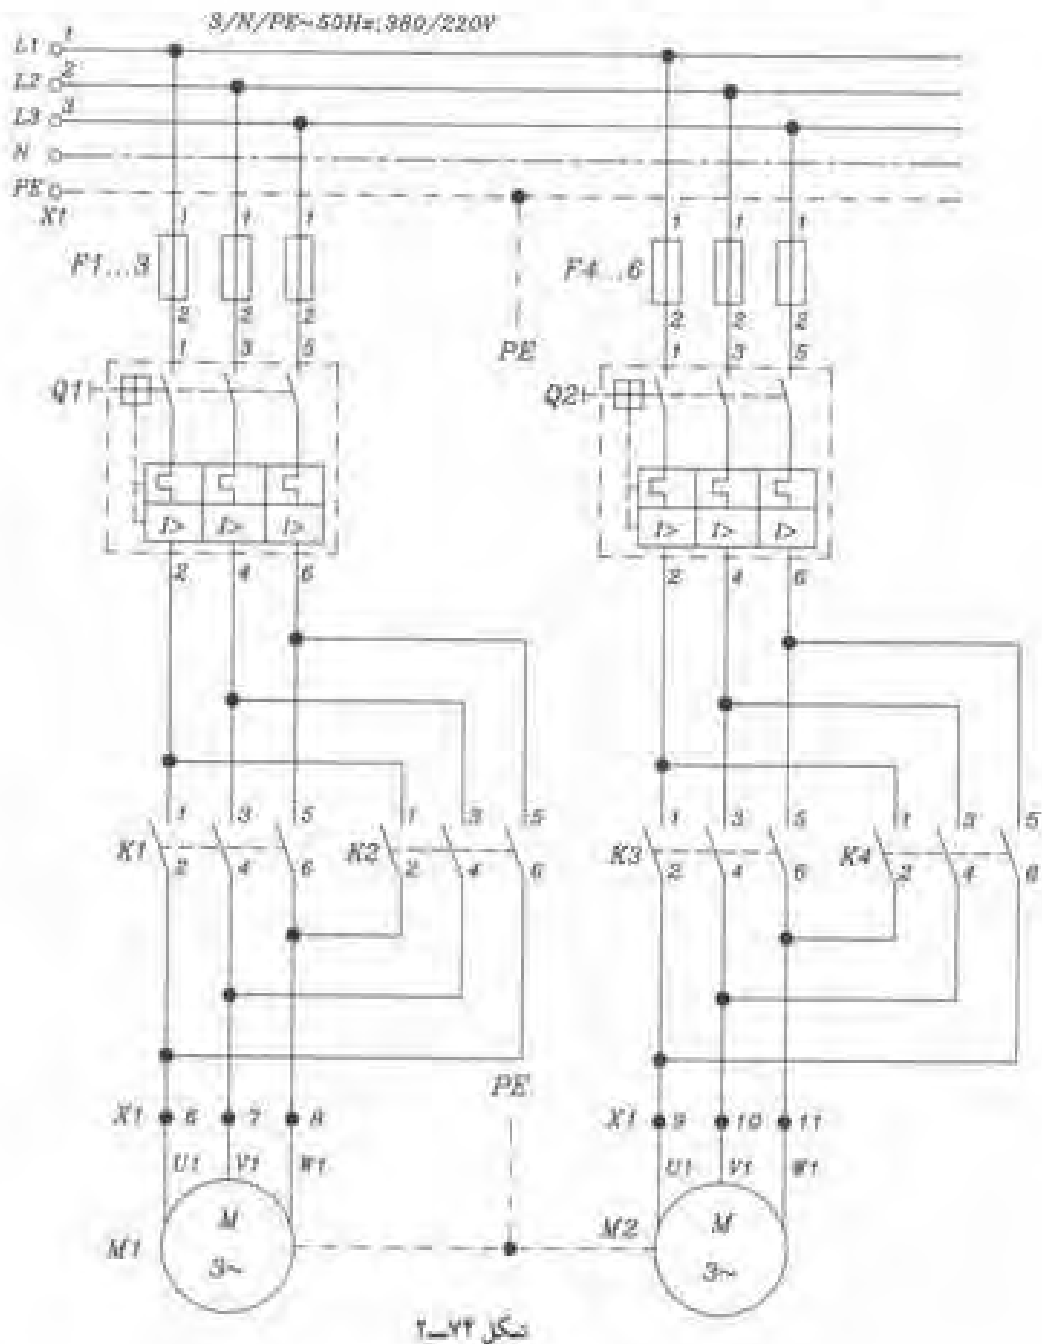 3/N/PE~50Hz;380/220V
L1 1
L2 2
L3 3
N
PE
X1
1 1 1 1 1 1
F1...3 F4...6
2 2 2 2 2 2
PE
1 3 5 1 3 5
Q1 Q2
I> I> I> I> I> I>
2 4 6 2 4 6
1 3 5 1 3 5 1 3 5 1 3 5
K1 K2 K3 K4
2 4 6 2 4 6 2 4 6 2 4 6
PE
X1 6 7 8 X1 9 10 11
U1 V1 W1 U1 V1 W1
M1 M 3~ M2 M 3~
شکل ۷۴–۲